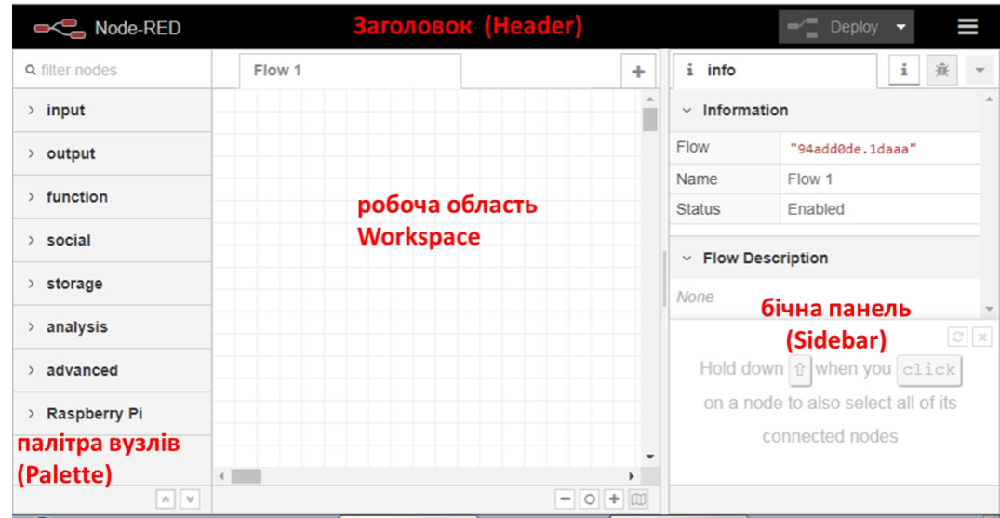 Node-RED
Заголовок (Header)
Deploy
filter nodes
Flow 1
+
i info
i
input
output
function
social
storage
analysis
advanced
Raspberry Pi
палітра вузлів
(Palette)
робоча область
Workspace
Information
Flow "94add0de.1daaa"
Name Flow 1
Status Enabled
Flow Description
None
бічна панель
(Sidebar)
Hold down ⇧ when you click
on a node to also select all of its
connected nodes